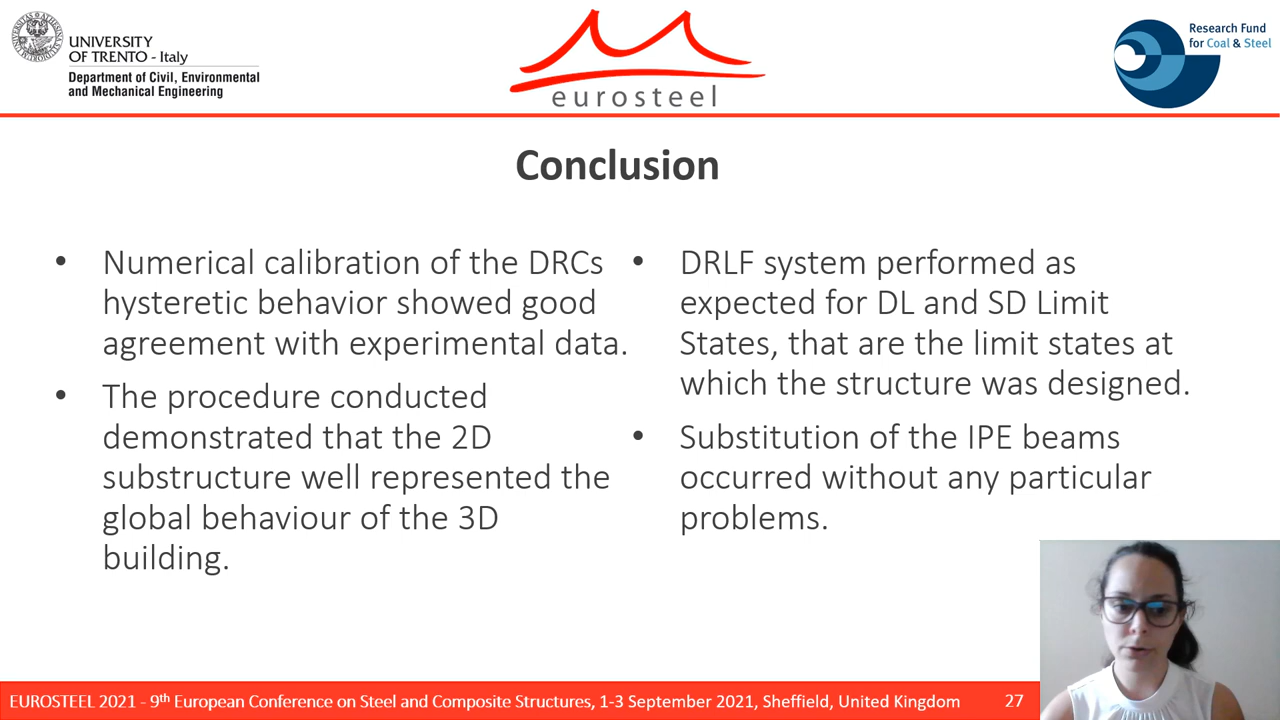 UNIVERSITY
OF TRENTO - Italy
Department of Civil, Environmental
and Mechanical Engineering
eurosteel
Research Fund
for Coal & Steel
Conclusion
• Numerical calibration of the DRCs
hysteretic behavior showed good
agreement with experimental data.
• The procedure conducted
demonstrated that the 2D
substructure well represented the
global behaviour of the 3D
building.
• DRLF system performed as
expected for DL and SD Limit
States, that are the limit states at
which the structure was designed.
• Substitution of the IPE beams
occurred without any particular
problems.
EUROSTEEL 2021 - 9th European Conference on Steel and Composite Structures, 1-3 September 2021, Sheffield, United Kingdom 27